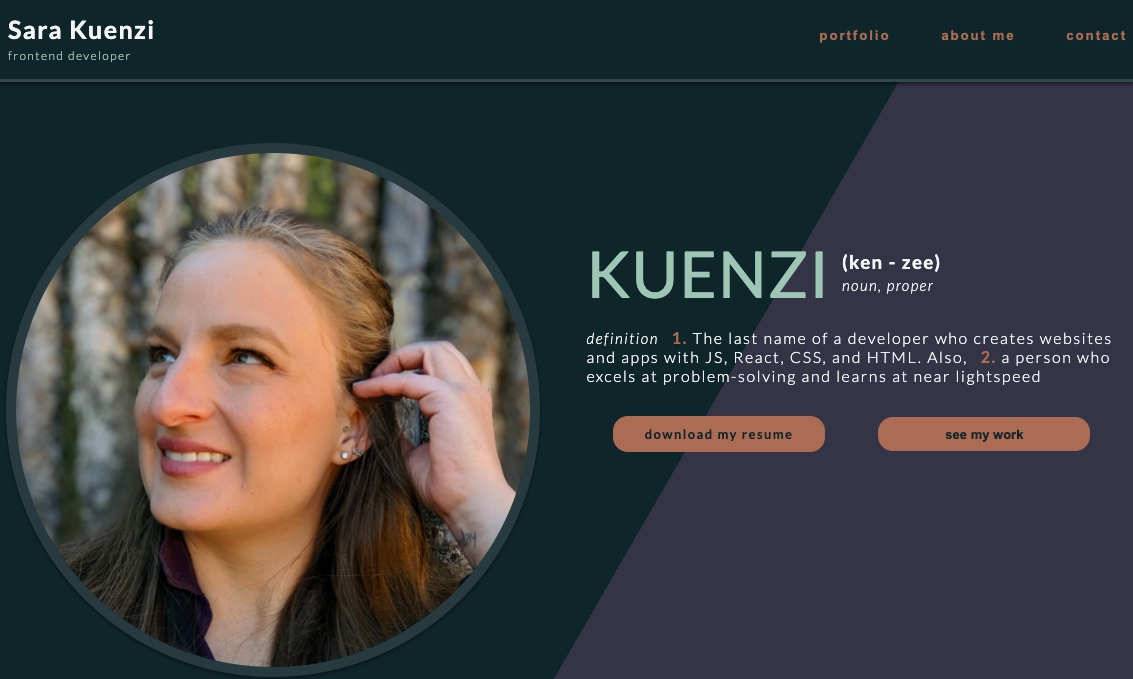 Sara Kuenzi
frontend developer
portfolio about me contact
KUENZI (ken - zee)
noun, proper
definition 1. The last name of a developer who creates websites
and apps with JS, React, CSS, and HTML. Also, 2. a person who
excels at problem-solving and learns at near lightspeed
download my resume see my work